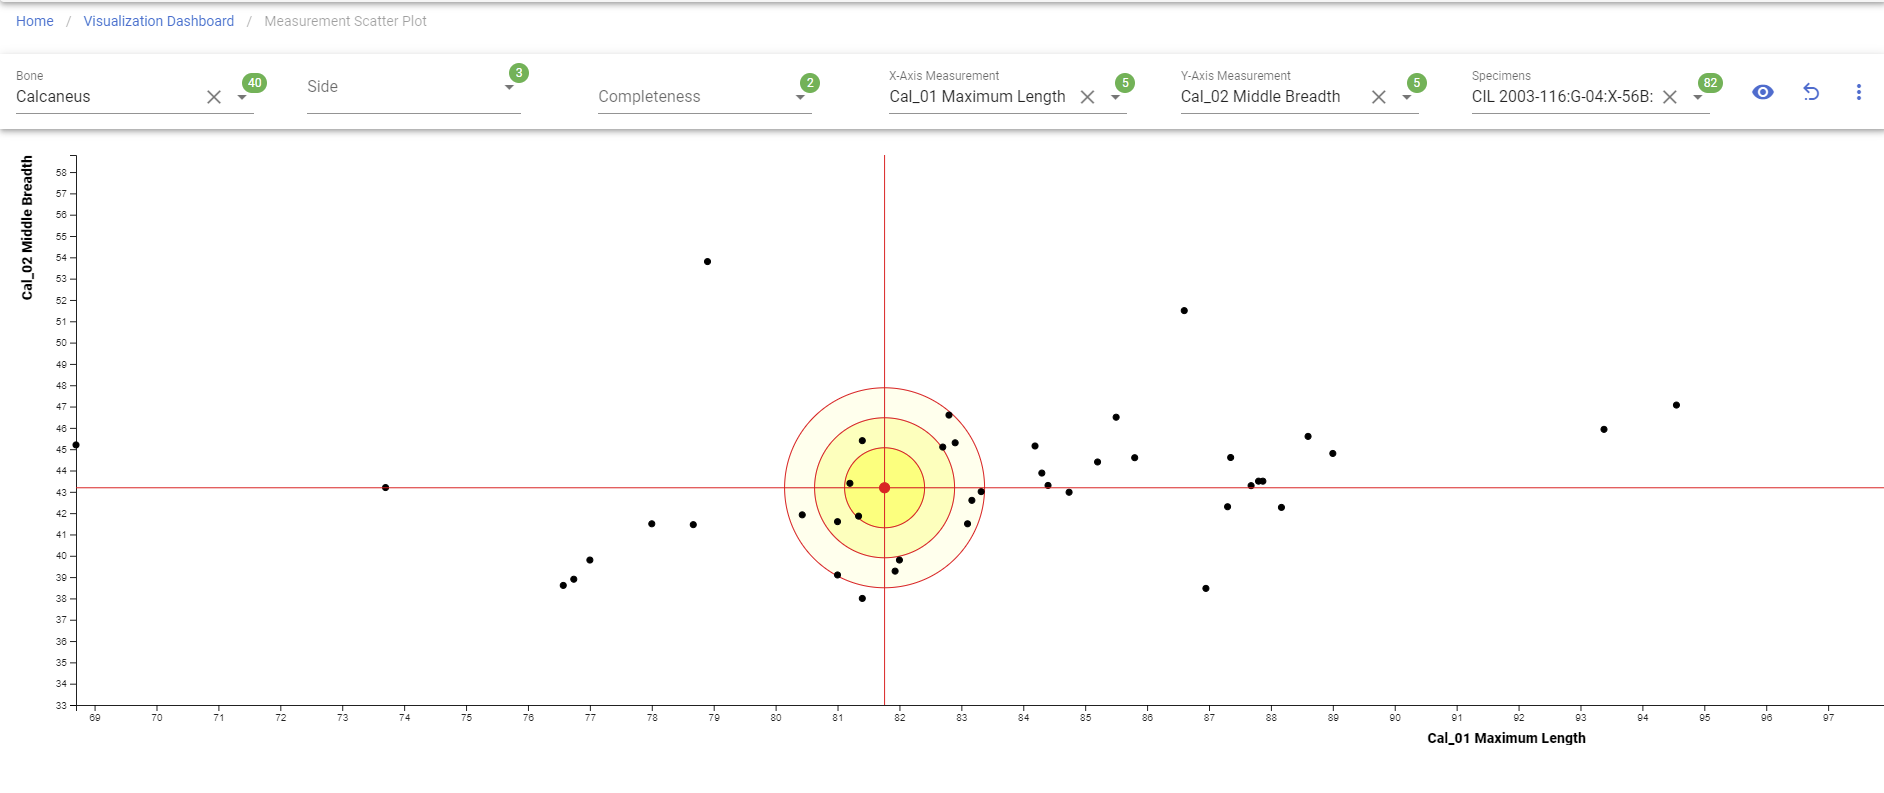 Home / Visualization Dashboard / Measurement Scatter Plot
Bone
Calcaneus
40
Side
3
Completeness
2
X-Axis Measurement
Cal_01 Maximum Length
5
Y-Axis Measurement
Cal_02 Middle Breadth
5
Specimens
CIL 2003-116:G-04:X-56B:
82
Cal_02 Middle Breadth
58
57
56
55
54
53
52
51
50
49
48
47
46
45
44
43
42
41
40
39
38
37
36
35
34
33
69 70 71 72 73 74 75 76 77 78 79 80 81 82 83 84 85 86 87 88 89 90 91 92 93 94 95 96 97
Cal_01 Maximum Length